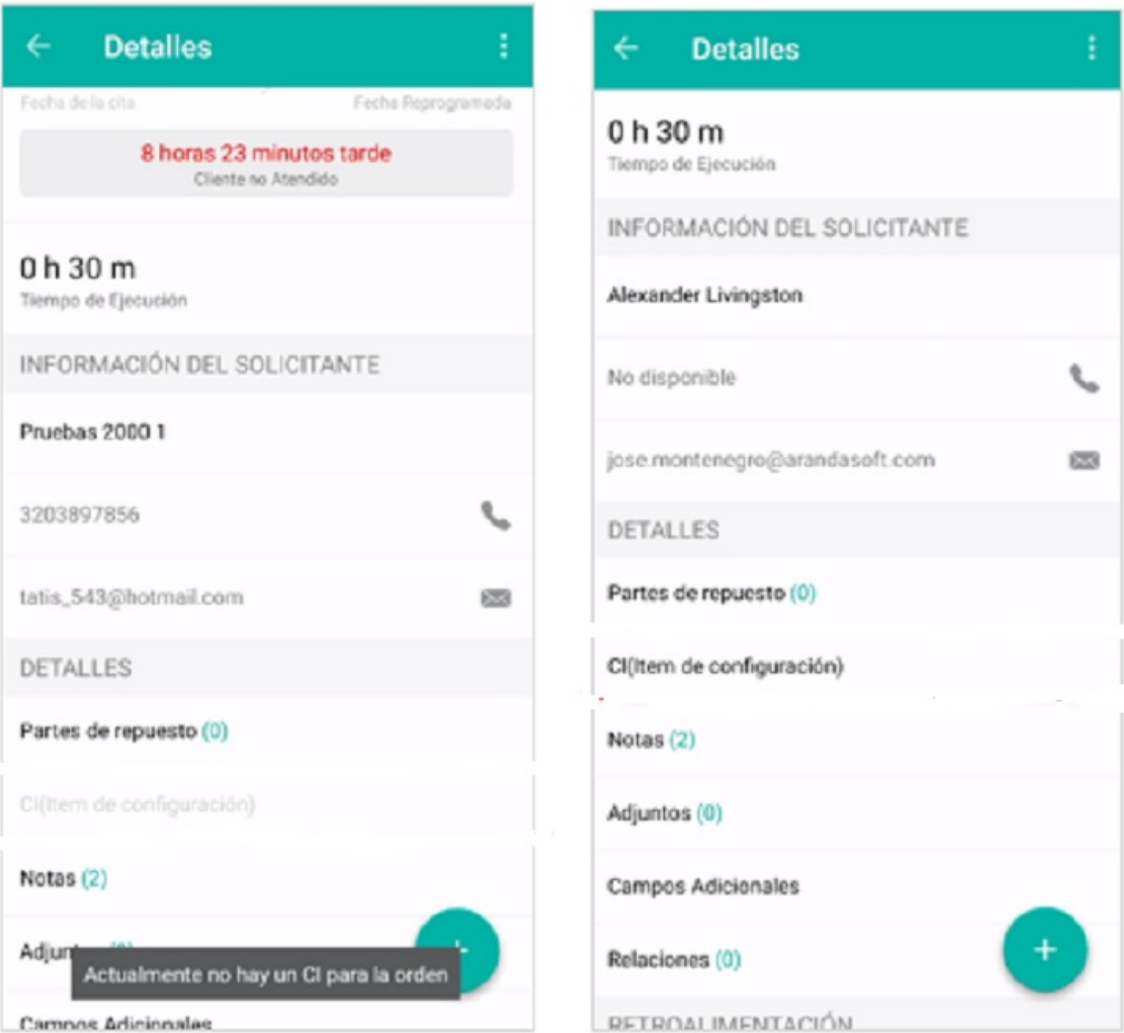 Detalles
Fecha de la cita
Fecha Reprogramada
8 horas 23 minutos tarde
Cliente no Atendido
0 h 30 m
Tiempo de Ejecución
INFORMACIÓN DEL SOLICITANTE
Pruebas 2000 1
3203897856
tatis_543@hotmail.com
DETALLES
Partes de repuesto (0)
CI(Item de configuración)
Notas (2)
Adjuntos (0)
Actualmente no hay un CI para la orden
Campos Adicionales
Detalles
0 h 30 m
Tiempo de Ejecución
INFORMACIÓN DEL SOLICITANTE
Alexander Livingston
No disponible
jose.montenegro@arandasoft.com
DETALLES
Partes de repuesto (0)
CI(Item de configuración)
Notas (2)
Adjuntos (0)
Campos Adicionales
Relaciones (0)
RETROALIMENTACIÓN